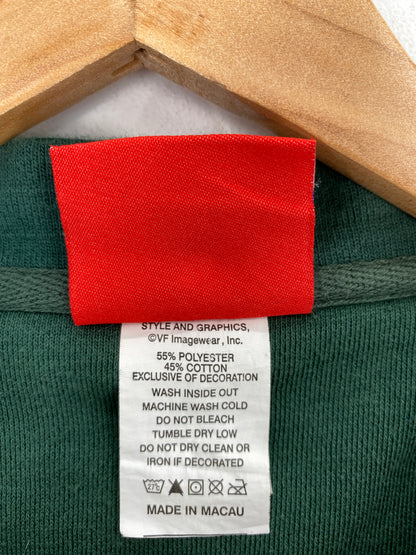 STYLE AND GRAPHICS,
©VF Imagewear, Inc.
55% POLYESTER
45% COTTON
EXCLUSIVE OF DECORATION
WASH INSIDE OUT
MACHINE WASH COLD
DO NOT BLEACH
TUMBLE DRY LOW
DO NOT DRY CLEAN OR
IRON IF DECORATED
27°C
MADE IN MACAU